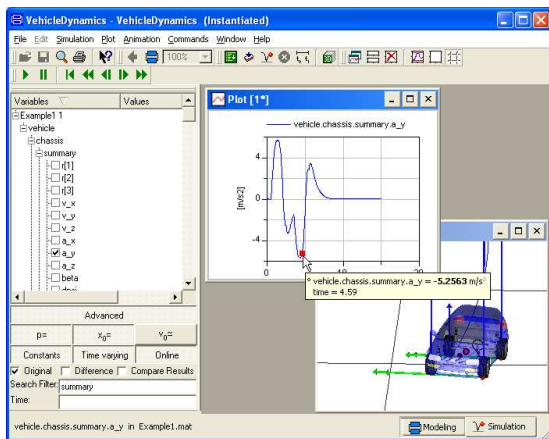 VehicleDynamics - VehicleDynamics (Instantiated)
File Edit Simulation Plot Animation Commands Window Help
100%
Variables Values
Example1 1
vehicle
chassis
summary
r[1]
r[2]
r[3]
v_x
v_y
v_z
a_x
a_y
a_z
beta
Advanced
p= x0= v0≈
Constants Time varying Online
Original Difference Compare Results
Search Filter: summary
Time:
Plot [1*]
vehicle.chassis.summary.a_y
[m/s2]
4
0
-4
0 10 20
vehicle.chassis.summary.a_y = -5.2563 m/s²
time = 4.59
vehicle.chassis.summary.a_y in Example1.mat
Modeling Simulation